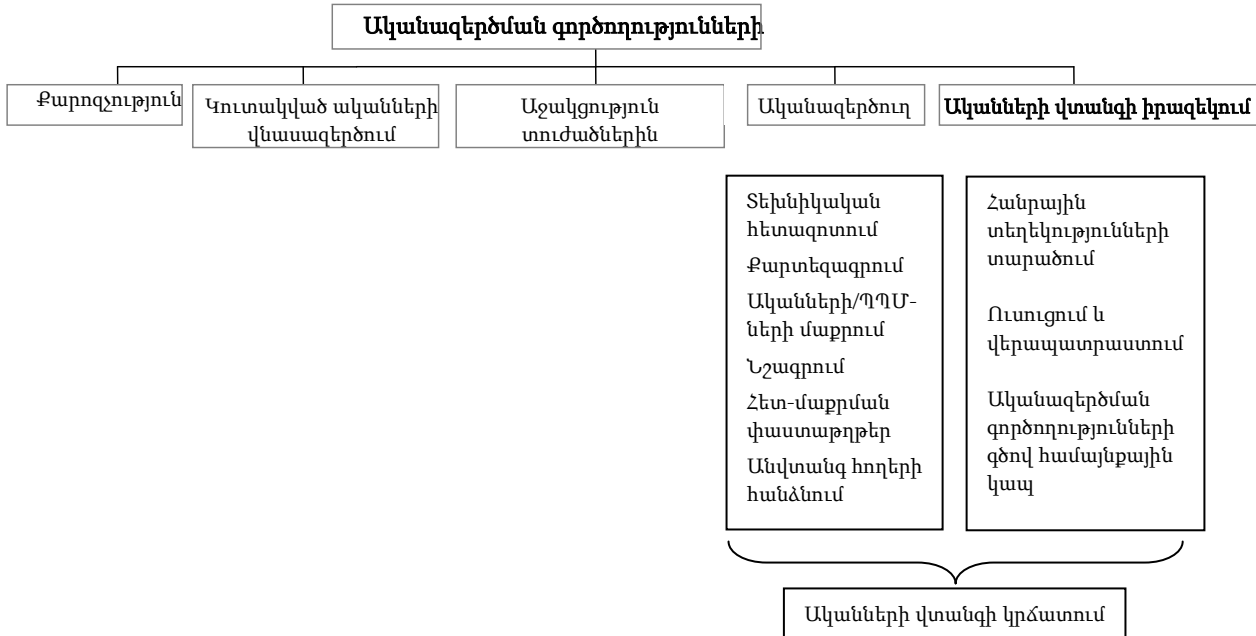 Ականազերծման գործողությունների
Քարոզչություն
Կուտակված ականների
վնասազերծում
Աջակցություն
տուժածներին
Ականազերծուղ
Ականների վտանգի իրազեկում
Տեխնիկական
հետազոտում
Քարտեզագրում
Ականների/ՊՊՄ-
ների մաքրում
Նշագրում
Հետ-մաքրման
փաստաթղթեր
Անվտանգ հողերի
հանձնում
Հանրային
տեղեկությունների
տարածում
Ուսուցում և
վերապատրաստում
Ականազերծման
գործողությունների
գծով համայնքային
կապ
Ականների վտանգի կրճատում